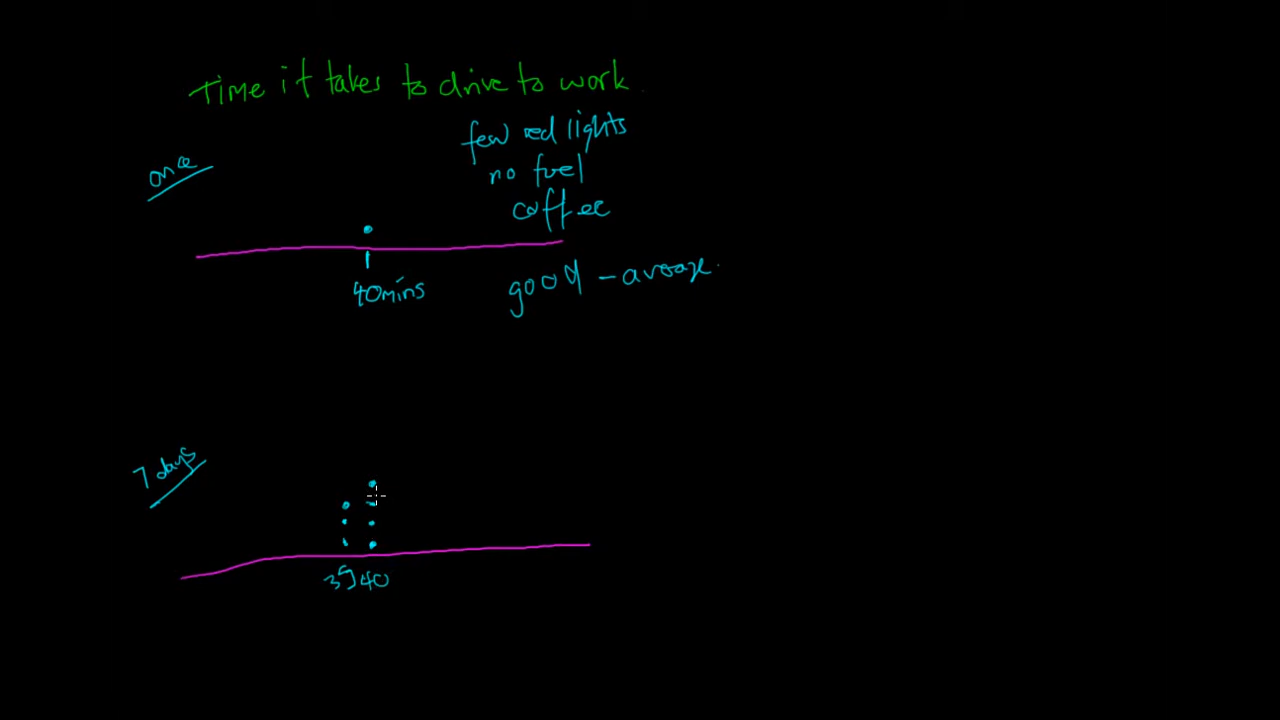 Time it takes to drive to work.
few red lights
once
no fuel
coffee
40mins
good - average.
7 days
35 40